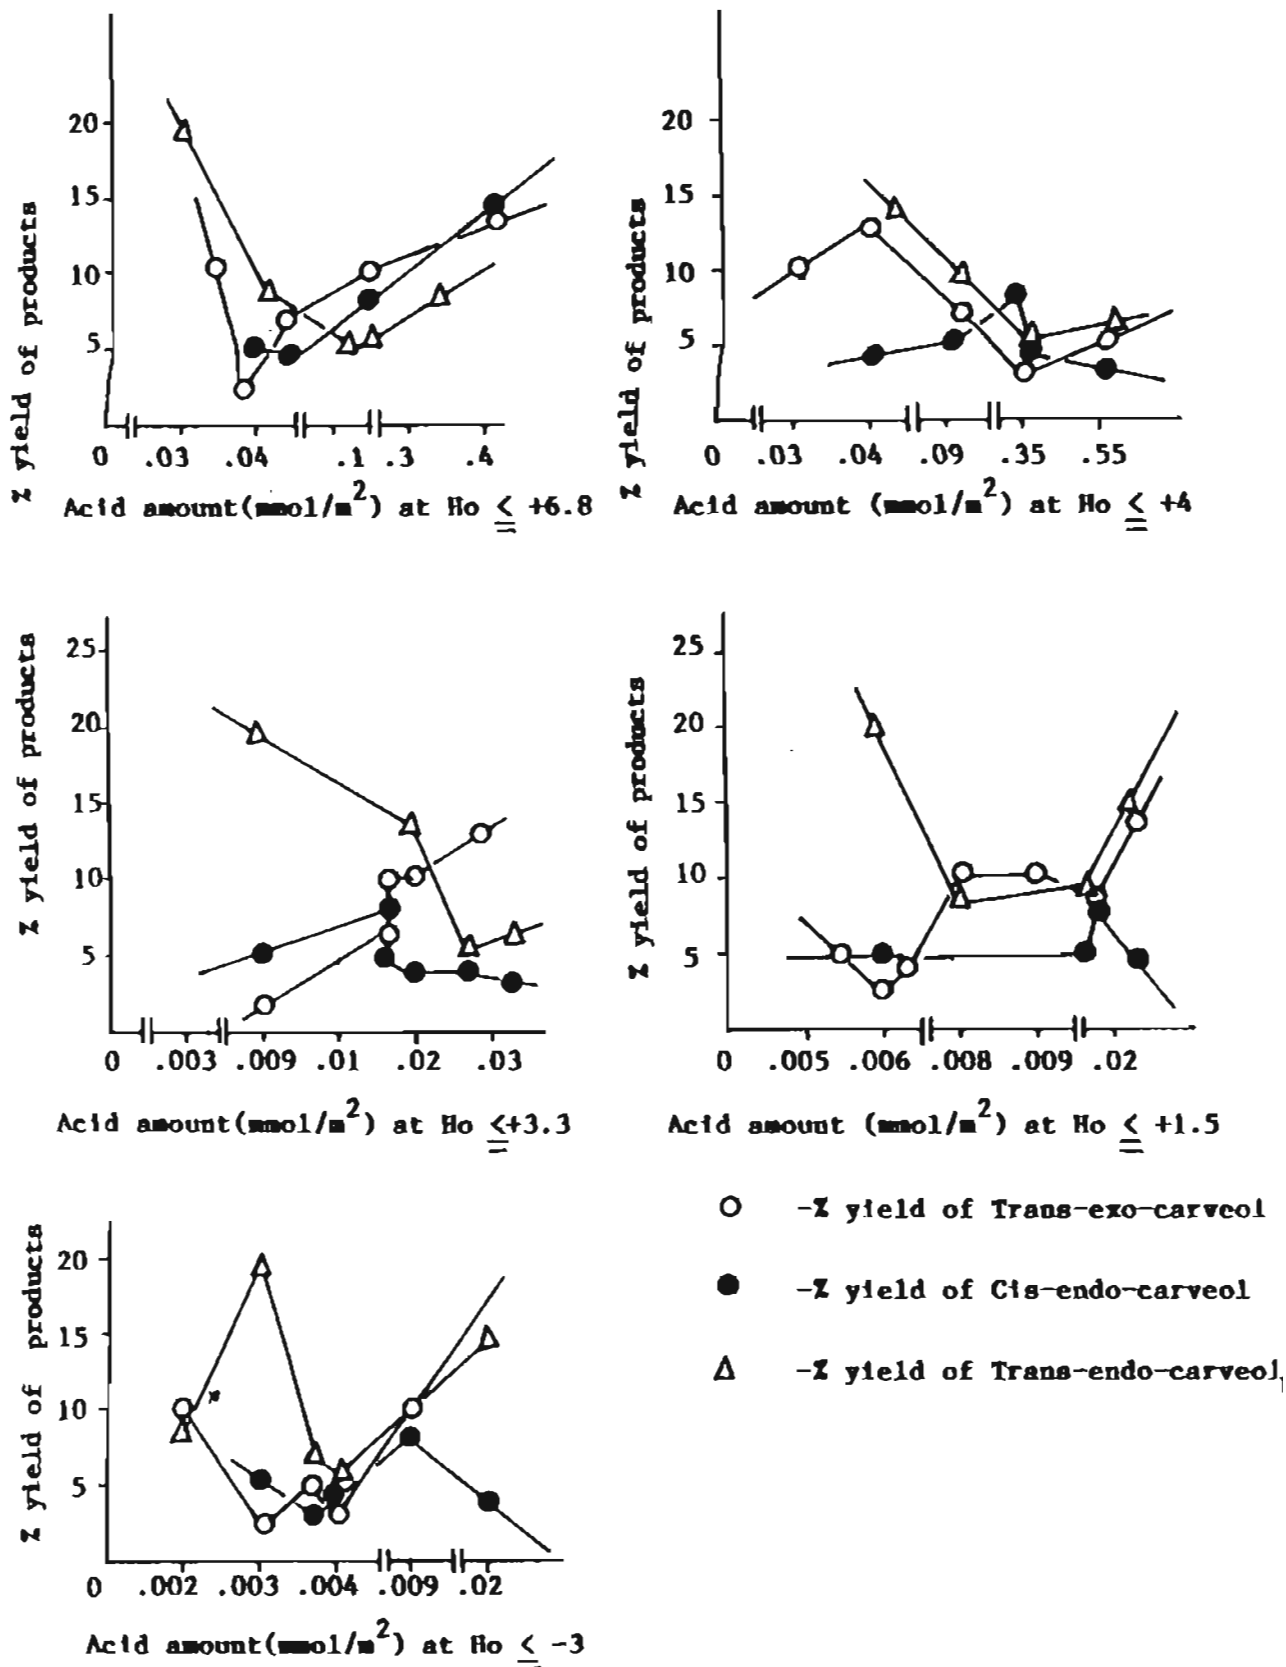 20
15
10
5
% yield of products
0 .03 .04 .1 .3 .4
Acid amount(mmol/m²) at Ho ≦ +6.8
20
15
10
5
% yield of products
0 .03 .04 .09 .35 .55
Acid amount (mmol/m²) at Ho ≦ +4
25
20
15
10
5
% yield of products
0 .003 .009 .01 .02 .03
Acid amount(mmol/m²) at Ho ≦+3.3
25
20
15
10
5
% yield of products
0 .005 .006 .008 .009 .02
Acid amount (mmol/m²) at Ho ≦ +1.5
20
15
10
5
% yield of products
0 .002 .003 .004 .009 .02
Acid amount(mmol/m²) at Ho ≦ -3
-% yield of Trans-exo-carveol
-% yield of Cis-endo-carveol
-% yield of Trans-endo-carveol